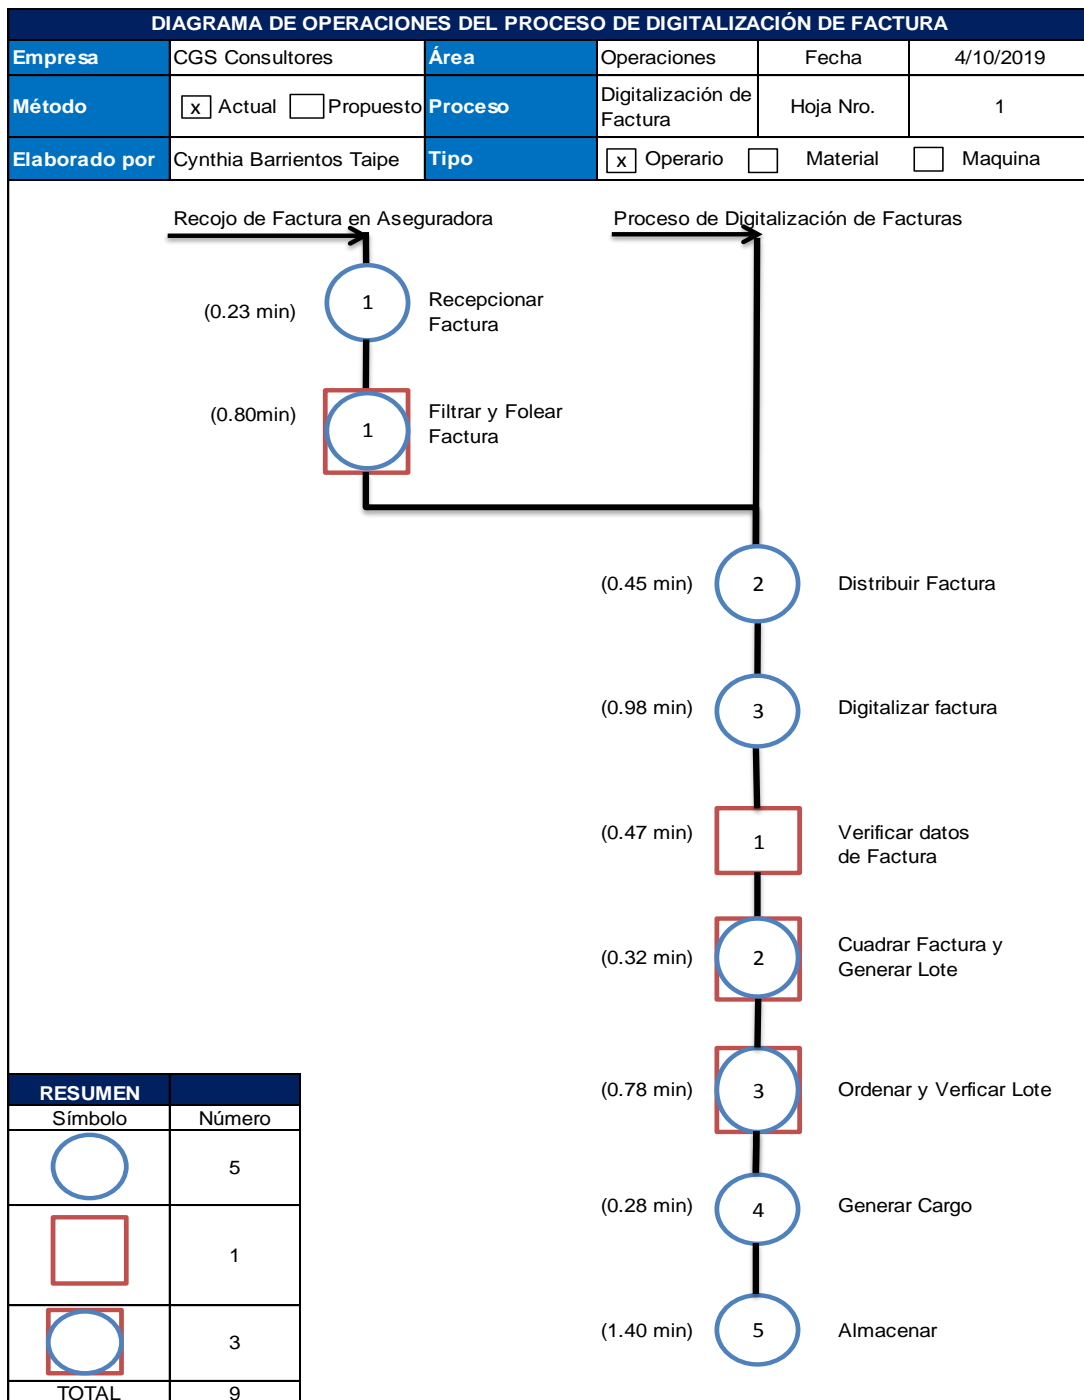 DIAGRAMA DE OPERACIONES DEL PROCESO DE DIGITALIZACIÓN DE FACTURA
Empresa CGS Consultores Área Operaciones Fecha 4/10/2019
Método x Actual Propuesto Proceso Digitalización de Factura Hoja Nro. 1
Elaborado por Cynthia Barrientos Taipe Tipo x Operario Material Maquina
Recojo de Factura en Aseguradora
Proceso de Digitalización de Facturas
(0.23 min) 1 Recepcionar
Factura
(0.80min) 1 Filtrar y Folear
Factura
(0.45 min) 2 Distribuir Factura
(0.98 min) 3 Digitalizar factura
(0.47 min) 1 Verificar datos
de Factura
(0.32 min) 2 Cuadrar Factura y
Generar Lote
(0.78 min) 3 Ordenar y Verficar Lote
(0.28 min) 4 Generar Cargo
(1.40 min) 5 Almacenar
RESUMEN
Símbolo Número
5
1
3
TOTAL 9